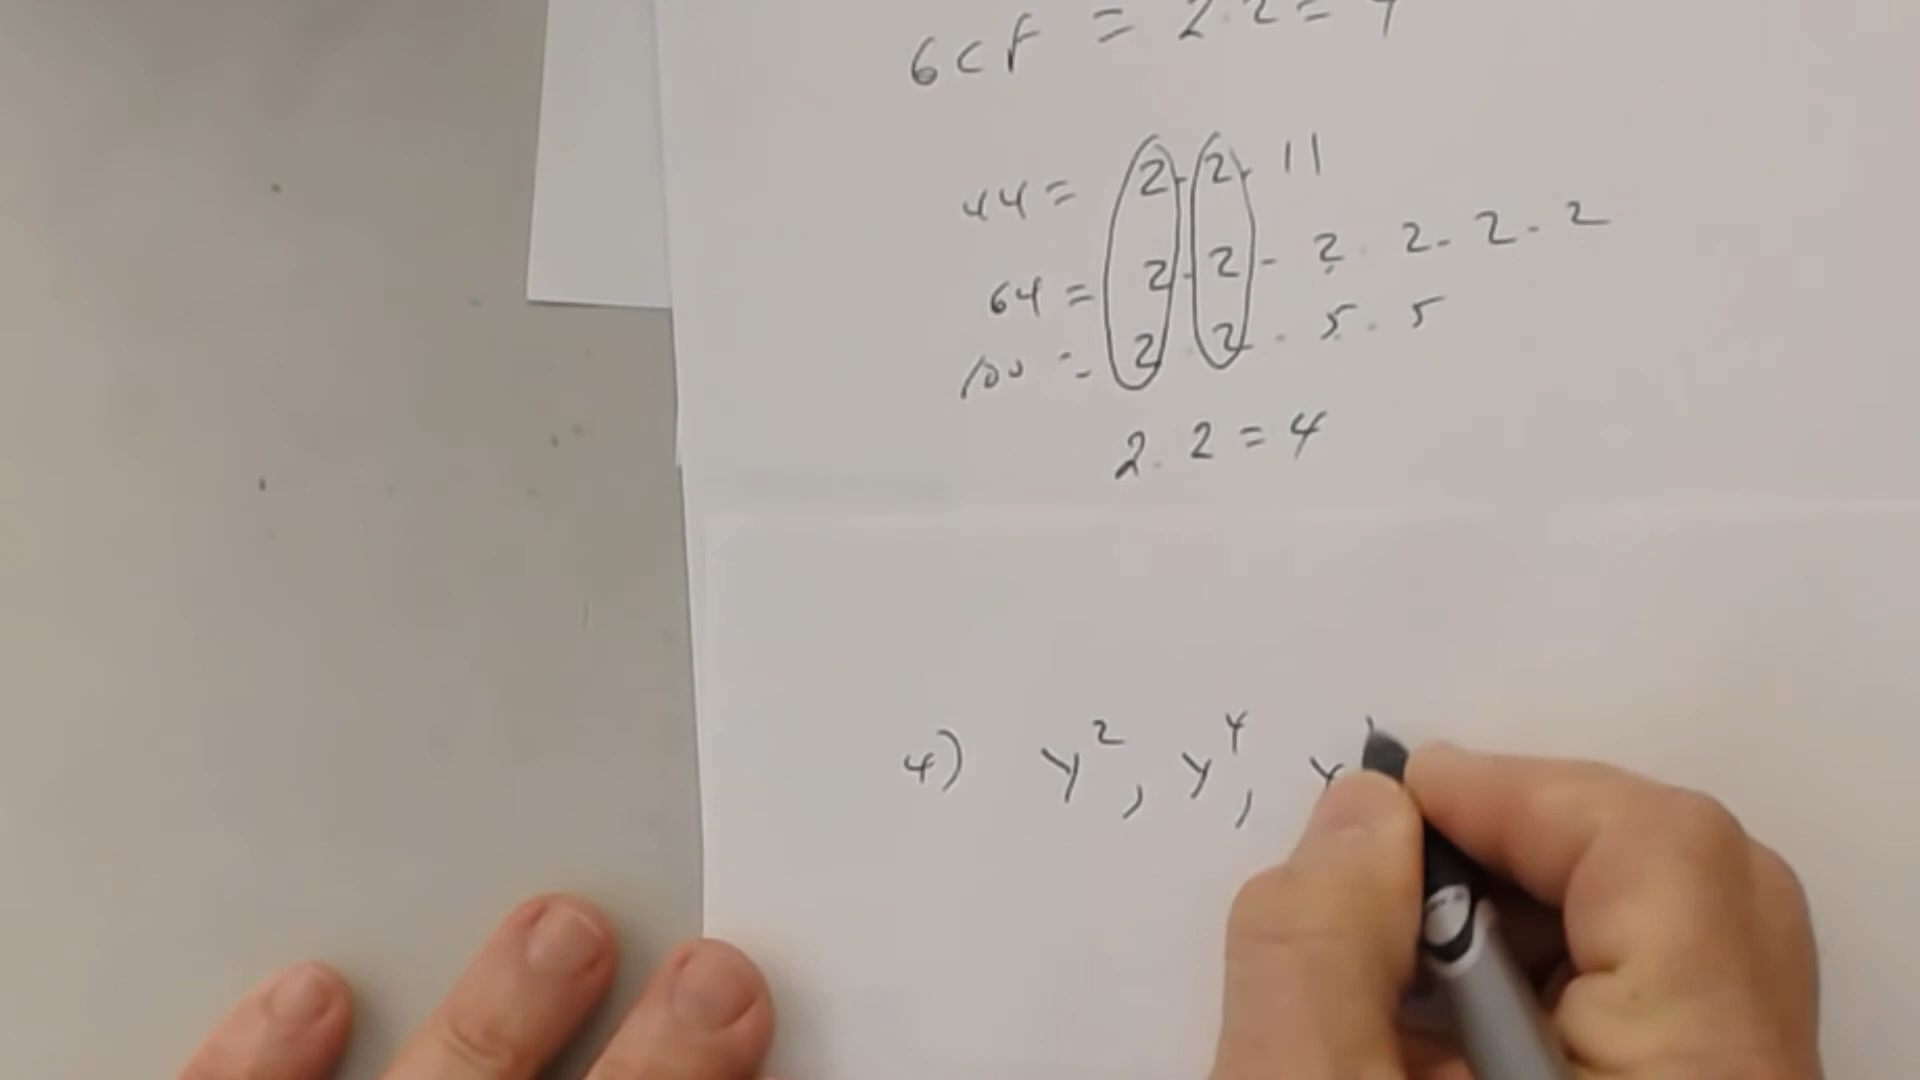 GCF = 2.2 = 4
44 = 2.2.11
64 = 2.2.2.2.2.2
100 = 2.2.5.5
2.2 = 4
4) y², y⁴, y